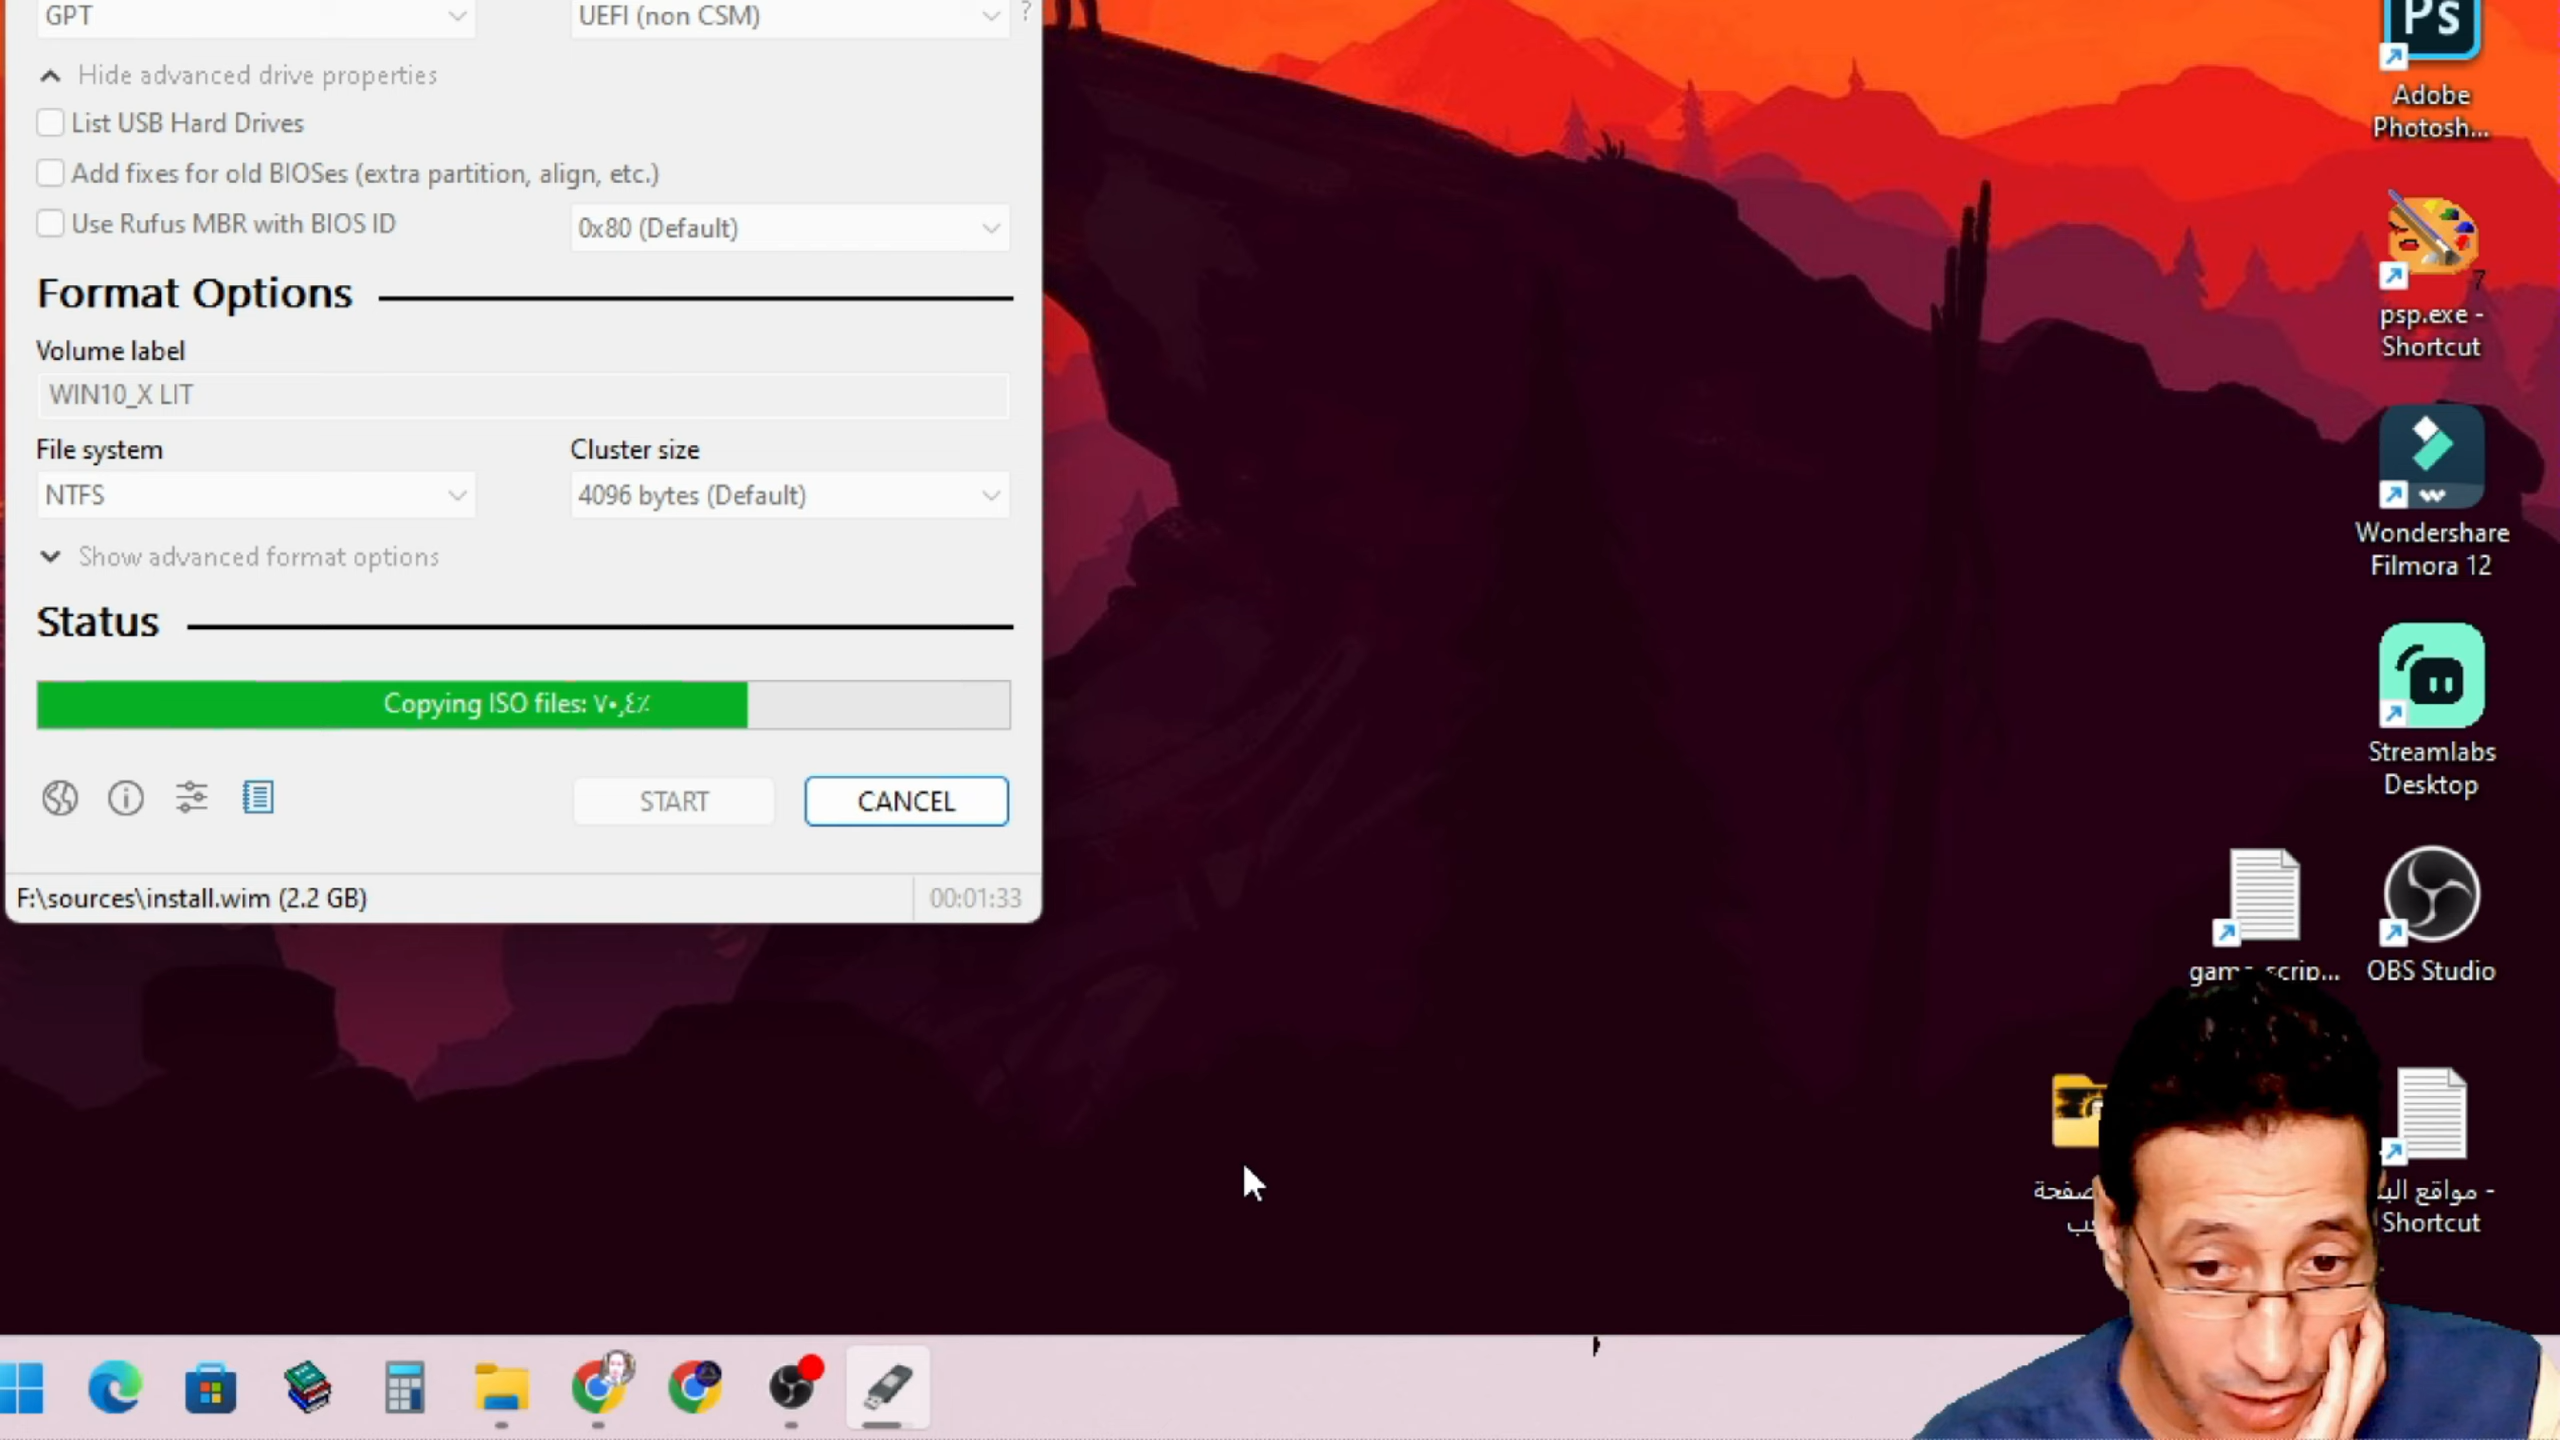 GPT
UEFI (non CSM)
?
Hide advanced drive properties
List USB Hard Drives
Add fixes for old BIOSes (extra partition, align, etc.)
Use Rufus MBR with BIOS ID
0x80 (Default)
Format Options
Volume label
WIN10_X LIT
File system
Cluster size
NTFS
4096 bytes (Default)
Show advanced format options
Status
Copying ISO files: ٧٠,٤٪
START
CANCEL
F:\sources\install.wim (2.2 GB)
00:01:33
Ps
Adobe
Photosh...
7
psp.exe -
Shortcut
Wondershare
Filmora 12
Streamlabs
Desktop
OBS Studio
مواقع - 
Shortcut